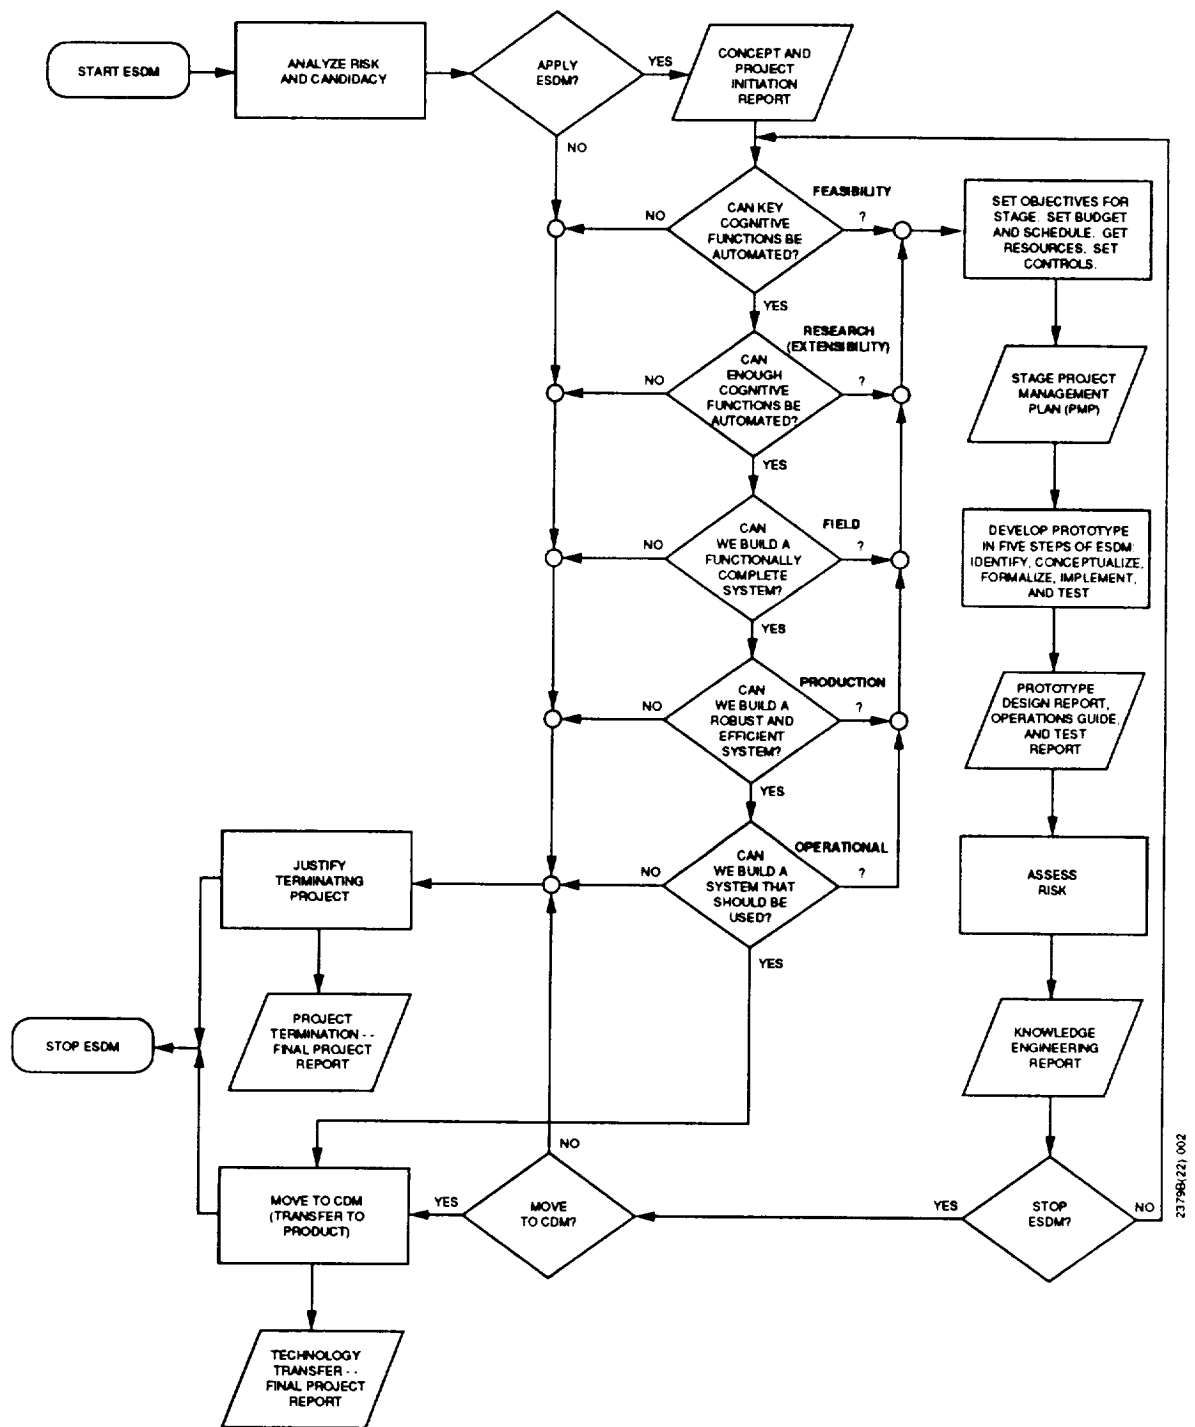 START ESDM
ANALYZE RISK
AND CANDIDACY
APPLY
ESDM?
YES
NO
CONCEPT AND
PROJECT
INITIATION
REPORT
FEASIBILITY
CAN KEY
COGNITIVE
FUNCTIONS BE
AUTOMATED?
NO
?
YES
SET OBJECTIVES FOR
STAGE. SET BUDGET
AND SCHEDULE. GET
RESOURCES. SET
CONTROLS.
RESEARCH
(EXTENSIBILITY)
CAN
ENOUGH
COGNITIVE
FUNCTIONS BE
AUTOMATED?
NO
?
YES
STAGE PROJECT
MANAGEMENT
PLAN (PMP)
FIELD
CAN
WE BUILD A
FUNCTIONALLY
COMPLETE
SYSTEM?
NO
?
YES
DEVELOP PROTOTYPE
IN FIVE STEPS OF ESDM:
IDENTIFY, CONCEPTUALIZE,
FORMALIZE, IMPLEMENT,
AND TEST
PRODUCTION
CAN
WE BUILD A
ROBUST AND
EFFICIENT
SYSTEM?
NO
?
YES
PROTOTYPE
DESIGN REPORT,
OPERATIONS GUIDE,
AND TEST
REPORT
OPERATIONAL
CAN
WE BUILD A
SYSTEM THAT
SHOULD BE
USED?
NO
?
YES
ASSESS
RISK
JUSTIFY
TERMINATING
PROJECT
PROJECT
TERMINATION - -
FINAL PROJECT
REPORT
STOP ESDM
KNOWLEDGE
ENGINEERING
REPORT
STOP
ESDM?
YES
NO
MOVE
TO CDM?
NO
YES
MOVE TO CDM
(TRANSFER TO
PRODUCT)
TECHNOLOGY
TRANSFER - -
FINAL PROJECT
REPORT
2379B(22) 002